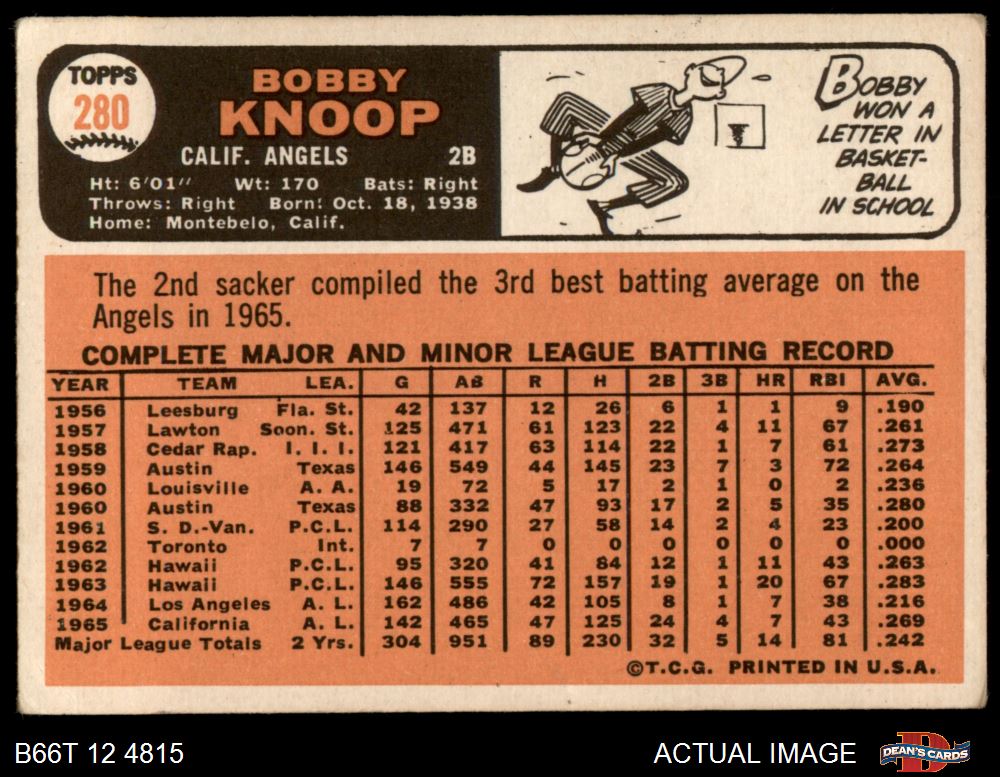 TOPPS
280
BOBBY
KNOOP
CALIF. ANGELS 2B
Ht: 6'01" Wt: 170 Bats: Right
Throws: Right Born: Oct. 18, 1938
Home: Montebelo, Calif.
BOBBY
WON A
LETTER IN
BASKET-
BALL
IN SCHOOL
The 2nd sacker compiled the 3rd best batting average on the
Angels in 1965.
COMPLETE MAJOR AND MINOR LEAGUE BATTING RECORD
YEAR TEAM LEA. G AB R H 2B 3B HR RBI AVG.
1956 Leesburg Fla. St. 42 137 12 26 6 1 1 9 .190
1957 Lawton Soon. St. 125 471 61 123 22 4 11 67 .261
1958 Cedar Rap. I. I. I. 121 417 63 114 22 1 7 61 .273
1959 Austin Texas 146 549 44 145 23 7 3 72 .264
1960 Louisville A. A. 19 72 5 17 2 1 0 2 .236
1960 Austin Texas 88 332 47 93 17 2 5 35 .280
1961 S. D.-Van. P.C.L. 114 290 27 58 14 2 4 23 .200
1962 Toronto Int. 7 7 0 0 0 0 0 0 .000
1962 Hawaii P.C.L. 95 320 41 84 12 1 11 43 .263
1963 Hawaii P.C.L. 146 555 72 157 19 1 20 67 .283
1964 Los Angeles A. L. 162 486 42 105 8 1 7 38 .216
1965 California A. L. 142 465 47 125 24 4 7 43 .269
Major League Totals 2 Yrs. 304 951 89 230 32 5 14 81 .242
©T.C.G. PRINTED IN U.S.A.
B66T 12 4815 ACTUAL IMAGE DEAN'S CARDS